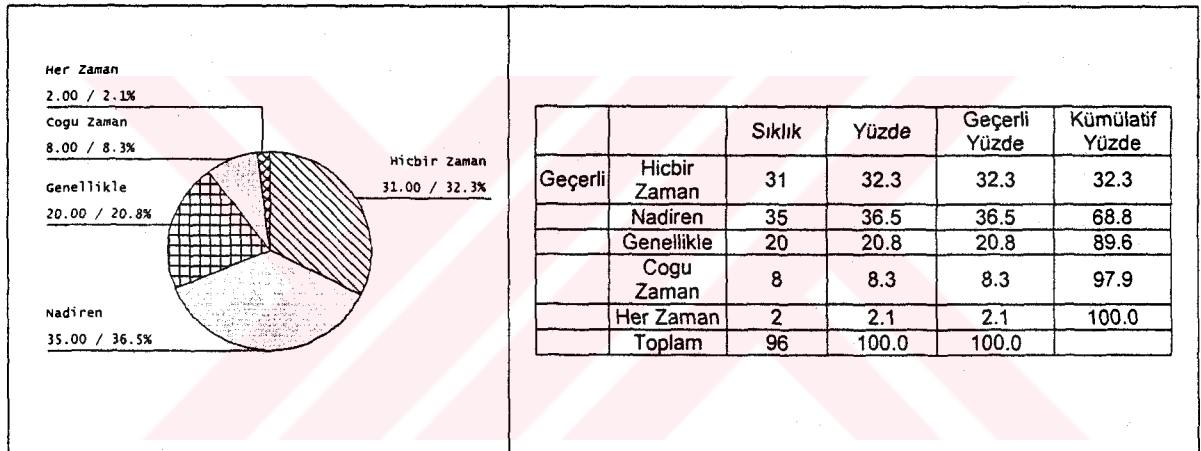 Her Zaman
2.00 / 2.1%
Cogu Zaman
8.00 / 8.3%
Genellikle
20.00 / 20.8%
Nadiren
35.00 / 36.5%
Hicbir Zaman
31.00 / 32.3%
Sıklık Yüzde Geçerli Yüzde Kümülatif Yüzde
Geçerli Hicbir Zaman 31 32.3 32.3 32.3
Nadiren 35 36.5 36.5 68.8
Genellikle 20 20.8 20.8 89.6
Cogu Zaman 8 8.3 8.3 97.9
Her Zaman 2 2.1 2.1 100.0
Toplam 96 100.0 100.0